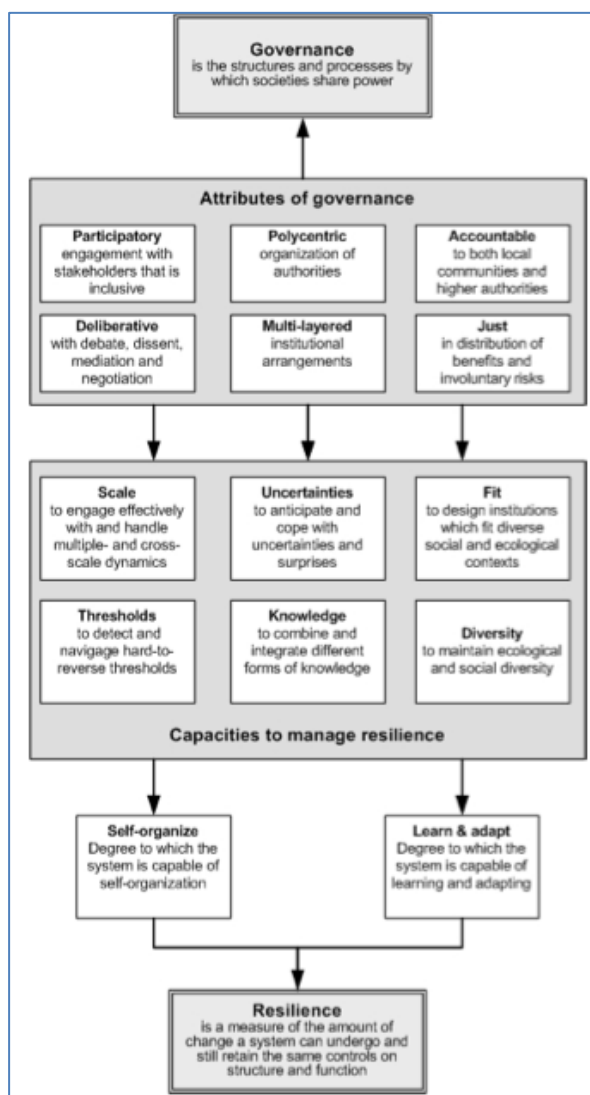 Governance
is the structures and processes by
which societies share power
Attributes of governance
Participatory
engagement with
stakeholders that is
inclusive
Polycentric
organization of
authorities
Accountable
to both local
communities and
higher authorities
Deliberative
with debate, dissent,
mediation and
negotiation
Multi-layered
institutional
arrangements
Just
in distribution of
benefits and
involuntary risks
Scale
to engage effectively
with and handle
multiple- and cross-
scale dynamics
Uncertainties
to anticipate and
cope with
uncertainties and
surprises
Fit
to design institutions
which fit diverse
social and ecological
contexts
Thresholds
to detect and
navigage hard-to-
reverse thresholds
Knowledge
to combine and
integrate different
forms of knowledge
Diversity
to maintain ecological
and social diversity
Capacities to manage resilience
Self-organize
Degree to which the
system is capable of
self-organization
Learn & adapt
Degree to which the
system is capable of
learning and adapting
Resilience
is a measure of the amount of
change a system can undergo and
still retain the same controls on
structure and function